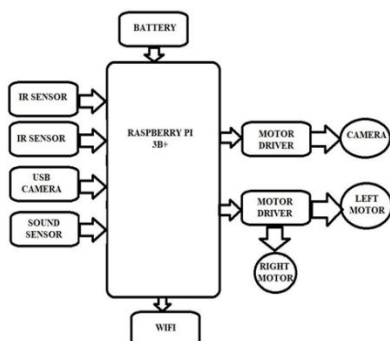 BATTERY
IR SENSOR
IR SENSOR
USB
CAMERA
SOUND
SENSOR
RASPBERRY PI
3B+
MOTOR
DRIVER
CAMERA
MOTOR
DRIVER
LEFT
MOTOR
RIGHT
MOTOR
WIFI